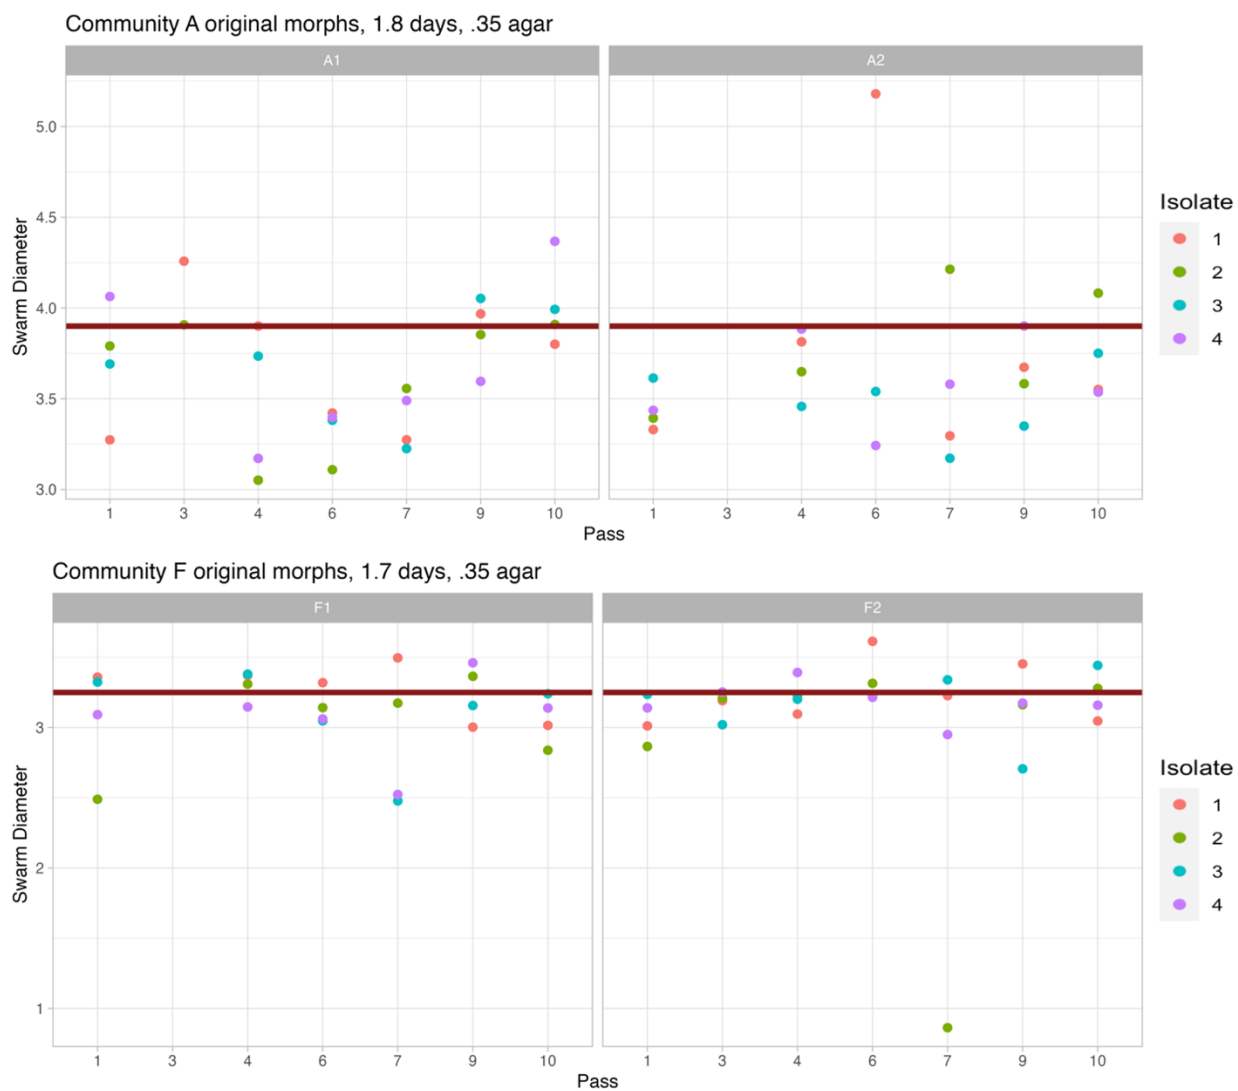 Community A original morphs, 1.8 days, .35 agar
A1 A2
Swarm Diameter
5.0
4.5
4.0
3.5
3.0
1 3 4 6 7 9 10 1 3 4 6 7 9 10
Pass
Isolate
1
2
3
4
Community F original morphs, 1.7 days, .35 agar
F1 F2
Swarm Diameter
3
2
1
1 3 4 6 7 9 10 1 3 4 6 7 9 10
Pass
Isolate
1
2
3
4